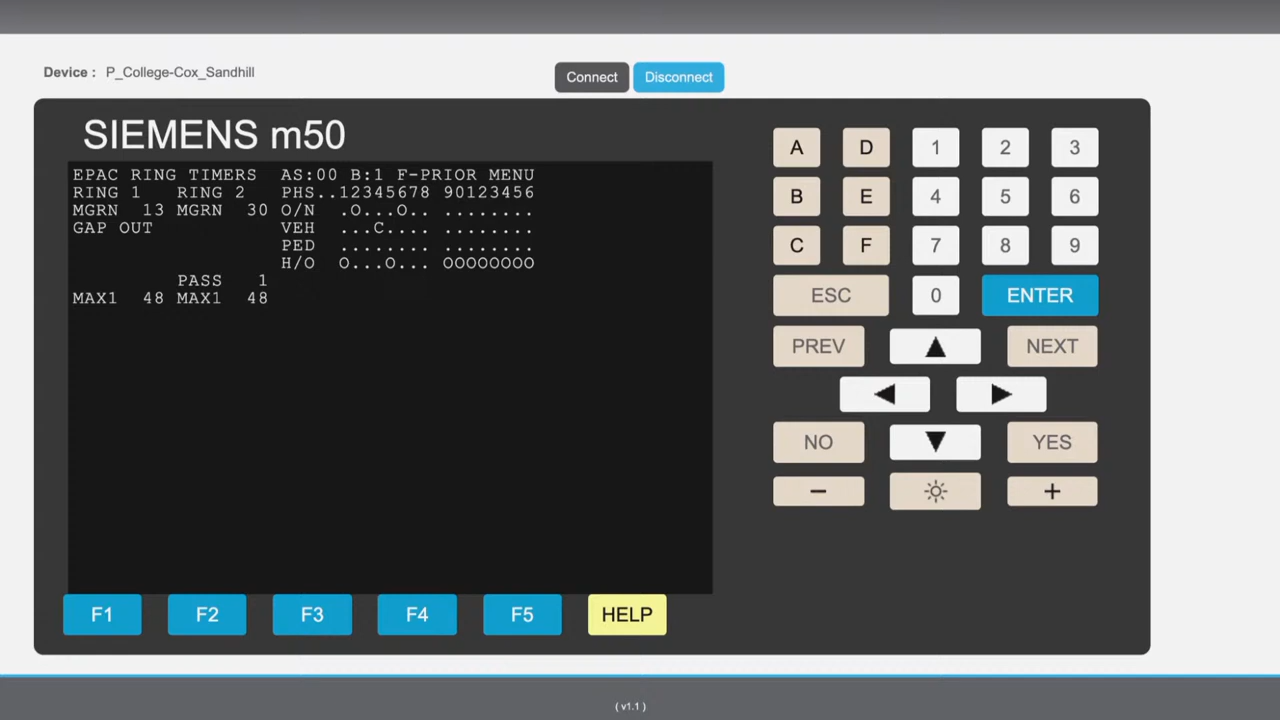 Device : P_College-Cox_Sandhill
Connect Disconnect
SIEMENS m50
EPAC RING TIMERS AS:00 B:1 F-PRIOR MENU
RING 1 RING 2 PHS..12345678 90123456
MGRN 13 MGRN 30 O/N .O...O.. ........
GAP OUT VEH ...C.... ........
PED ........ ........
H/O O...O... OOOOOOOO
PASS 1
MAX1 48 MAX1 48
A D 1 2 3
B E 4 5 6
C F 7 8 9
ESC 0 ENTER
PREV ▲ NEXT
◀ ▶
NO ▼ YES
− +
F1 F2 F3 F4 F5 HELP
( v1.1 )